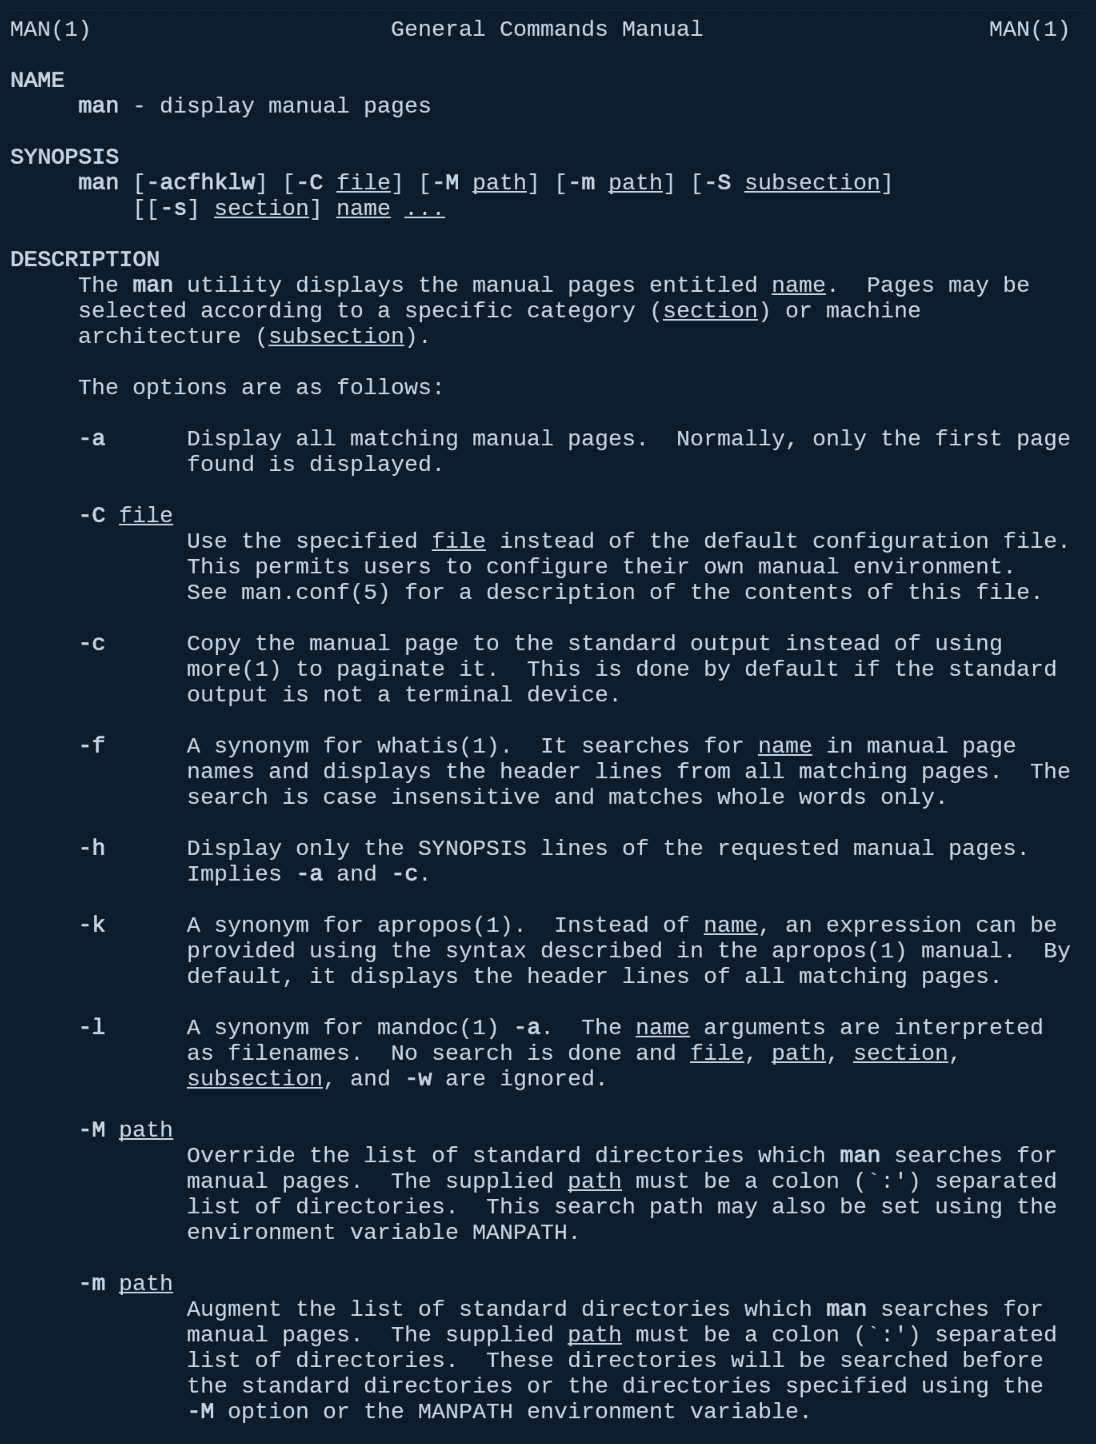 MAN(1)                      General Commands Manual                     MAN(1)

NAME
     man - display manual pages

SYNOPSIS
     man [-acfhklw] [-C file] [-M path] [-m path] [-S subsection]
         [[-s] section] name ...

DESCRIPTION
     The man utility displays the manual pages entitled name.  Pages may be
     selected according to a specific category (section) or machine
     architecture (subsection).

     The options are as follows:

     -a      Display all matching manual pages.  Normally, only the first page
             found is displayed.

     -C file
             Use the specified file instead of the default configuration file.
             This permits users to configure their own manual environment.
             See man.conf(5) for a description of the contents of this file.

     -c      Copy the manual page to the standard output instead of using
             more(1) to paginate it.  This is done by default if the standard
             output is not a terminal device.

     -f      A synonym for whatis(1).  It searches for name in manual page
             names and displays the header lines from all matching pages.  The
             search is case insensitive and matches whole words only.

     -h      Display only the SYNOPSIS lines of the requested manual pages.
             Implies -a and -c.

     -k      A synonym for apropos(1).  Instead of name, an expression can be
             provided using the syntax described in the apropos(1) manual.  By
             default, it displays the header lines of all matching pages.

     -l      A synonym for mandoc(1) -a.  The name arguments are interpreted
             as filenames.  No search is done and file, path, section,
             subsection, and -w are ignored.

     -M path
             Override the list of standard directories which man searches for
             manual pages.  The supplied path must be a colon (`:') separated
             list of directories.  This search path may also be set using the
             environment variable MANPATH.

     -m path
             Augment the list of standard directories which man searches for
             manual pages.  The supplied path must be a colon (`:') separated
             list of directories.  These directories will be searched before
             the standard directories or the directories specified using the
             -M option or the MANPATH environment variable.